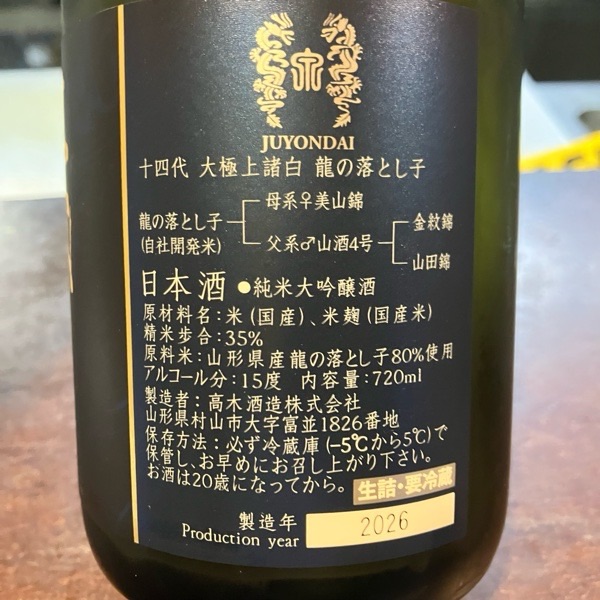 JUYONDAI
十四代 大極上諸白 龍の落とし子
母系♀美山錦
龍の落とし子
(自社開発米)
父系♂山酒4号
金紋錦
山田錦
日本酒 ●純米大吟醸酒
原材料名:米(国産)、米麹(国産米)
精米歩合:35%
原料米:山形県産龍の落とし子80%使用
アルコール分:15度 内容量:720ml
製造者:高木酒造株式会社
山形県村山市大字富並1826番地
保存方法:必ず冷蔵庫(-5℃から5℃)で
保管し、お早めにお召し上がり下さい。
お酒は20歳になってから。 生詰・要冷蔵
製造年
Production year 2026